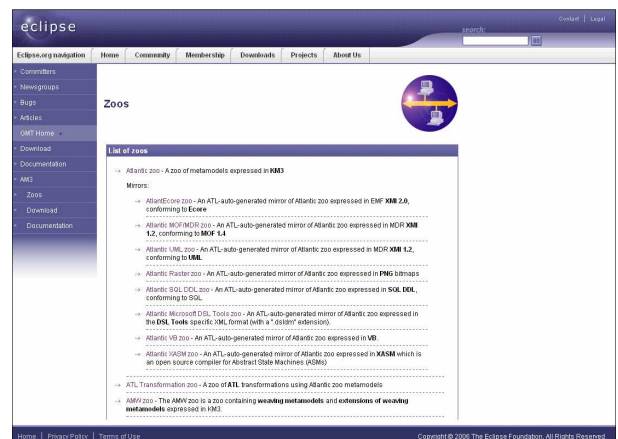 eclipse
Contact | Legal
search:
Eclipse.org navigation
Home
Community
Membership
Downloads
Projects
About Us
Committers
Newsgroups
Bugs
Articles
GMT Home
Download
Documentation
AM3
Zoos
Download
Documentation
Zoos
List of zoos
Atlantic zoo - A zoo of metamodels expressed in KM3
Mirrors:
AtlantEcore zoo - An ATL-auto-generated mirror of Atlantic zoo expressed in EMF XMI 2.0,
conforming to Ecore
Atlantic MOF/MDR zoo - An ATL-auto-generated mirror of Atlantic zoo expressed in MDR XMI
1.2, conforming to MOF 1.4
Atlantic UML zoo - An ATL-auto-generated mirror of Atlantic zoo expressed in MDR XMI 1.2,
conforming to UML
Atlantic Raster zoo - An ATL-auto-generated mirror of Atlantic zoo expressed in PNG bitmaps
Atlantic SQL DDL zoo - An ATL-auto-generated mirror of Atlantic zoo expressed in SQL DDL,
conforming to SQL
Atlantic Microsoft DSL Tools zoo - An ATL-auto-generated mirror of Atlantic zoo expressed in
the DSL Tools specific XML format (with a ".dsldm" extension).
Atlantic VB zoo - An ATL-auto-generated mirror of Atlantic zoo expressed in VB.
Atlantic XASM zoo - An ATL-auto-generated mirror of Atlantic zoo expressed in XASM which is
an open source compiler for Abstract State Machines (ASMs)
ATL Transformation zoo - A zoo of ATL transformations using Atlantic zoo metamodels
AMW zoo - The AMW zoo is a zoo containing weaving metamodels and extensions of weaving
metamodels expressed in KM3.
Home | Privacy Policy | Terms of Use
Copyright © 2006 The Eclipse Foundation. All Rights Reserved